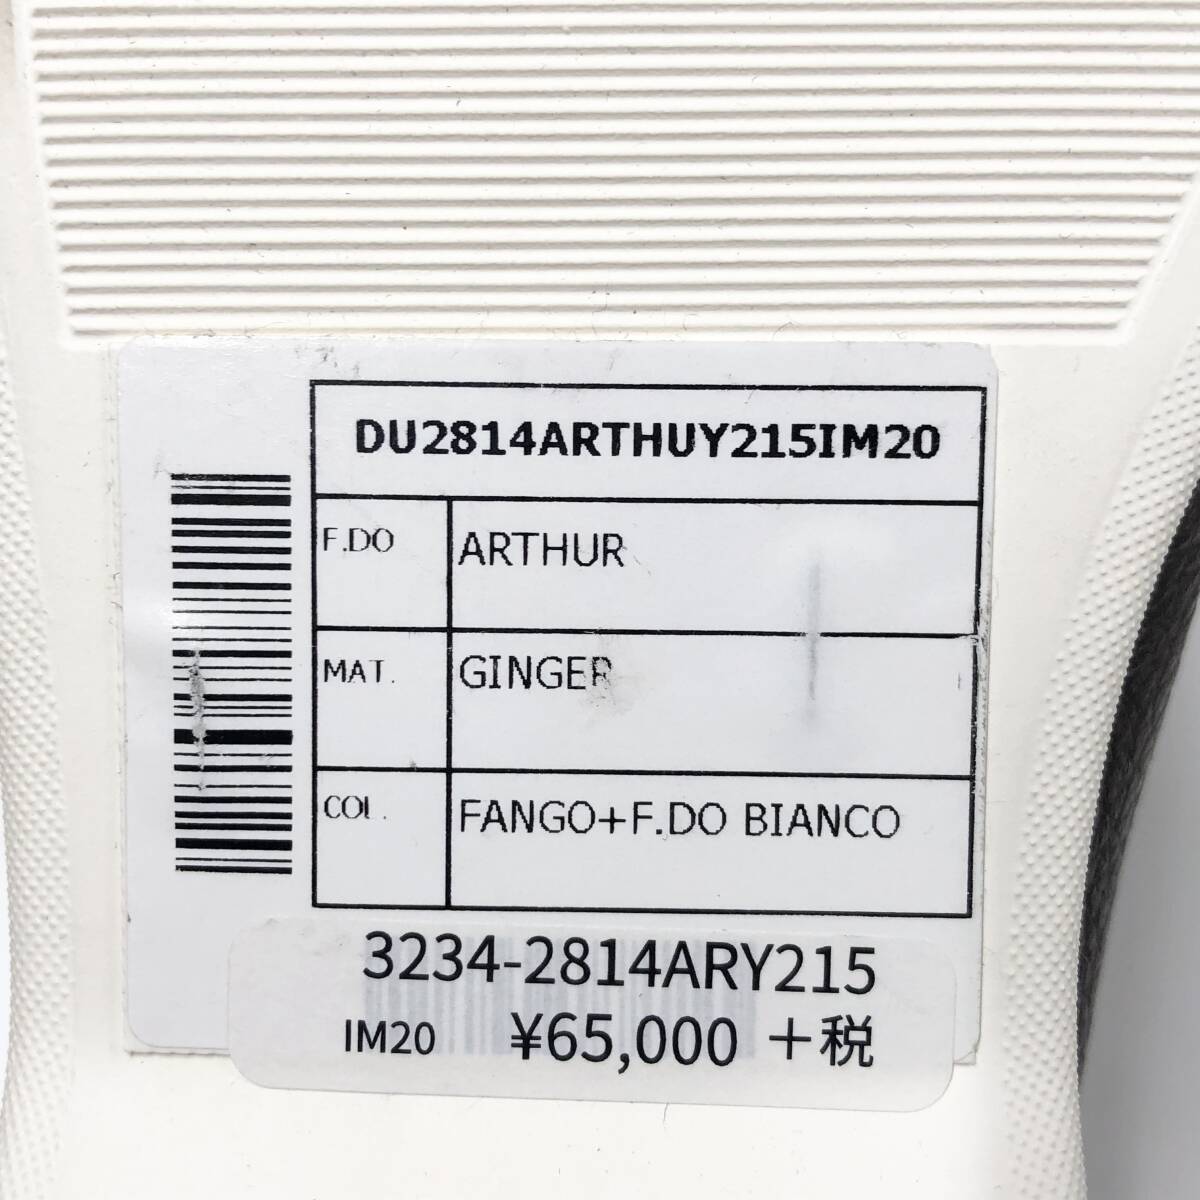 DU2814ARTHUY215IM20
F.DO ARTHUR
MAT. GINGER
COL. FANGO+F.DO BIANCO
3234-2814ARY215
IM20 ¥65,000 +税